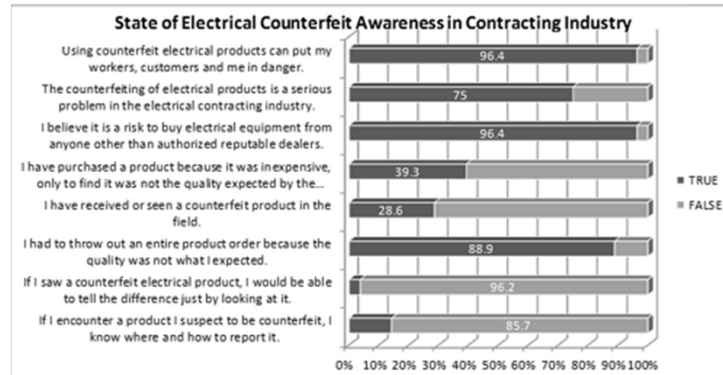 State of Electrical Counterfeit Awareness in Contracting Industry
Using counterfeit electrical products can put my
workers, customers and me in danger.
96.4
The counterfeiting of electrical products is a serious
problem in the electrical contracting industry.
75
I believe it is a risk to buy electrical equipment from
anyone other than authorized reputable dealers.
96.4
I have purchased a product because it was inexpensive,
only to find it was not the quality expected by the...
39.3
I have received or seen a counterfeit product in the
field.
28.6
I had to throw out an entire product order because the
quality was not what I expected.
88.9
If I saw a counterfeit electrical product, I would be able
to tell the difference just by looking at it.
96.2
If I encounter a product I suspect to be counterfeit, I
know where and how to report it.
85.7
TRUE
FALSE
0% 10% 20% 30% 40% 50% 60% 70% 80% 90% 100%